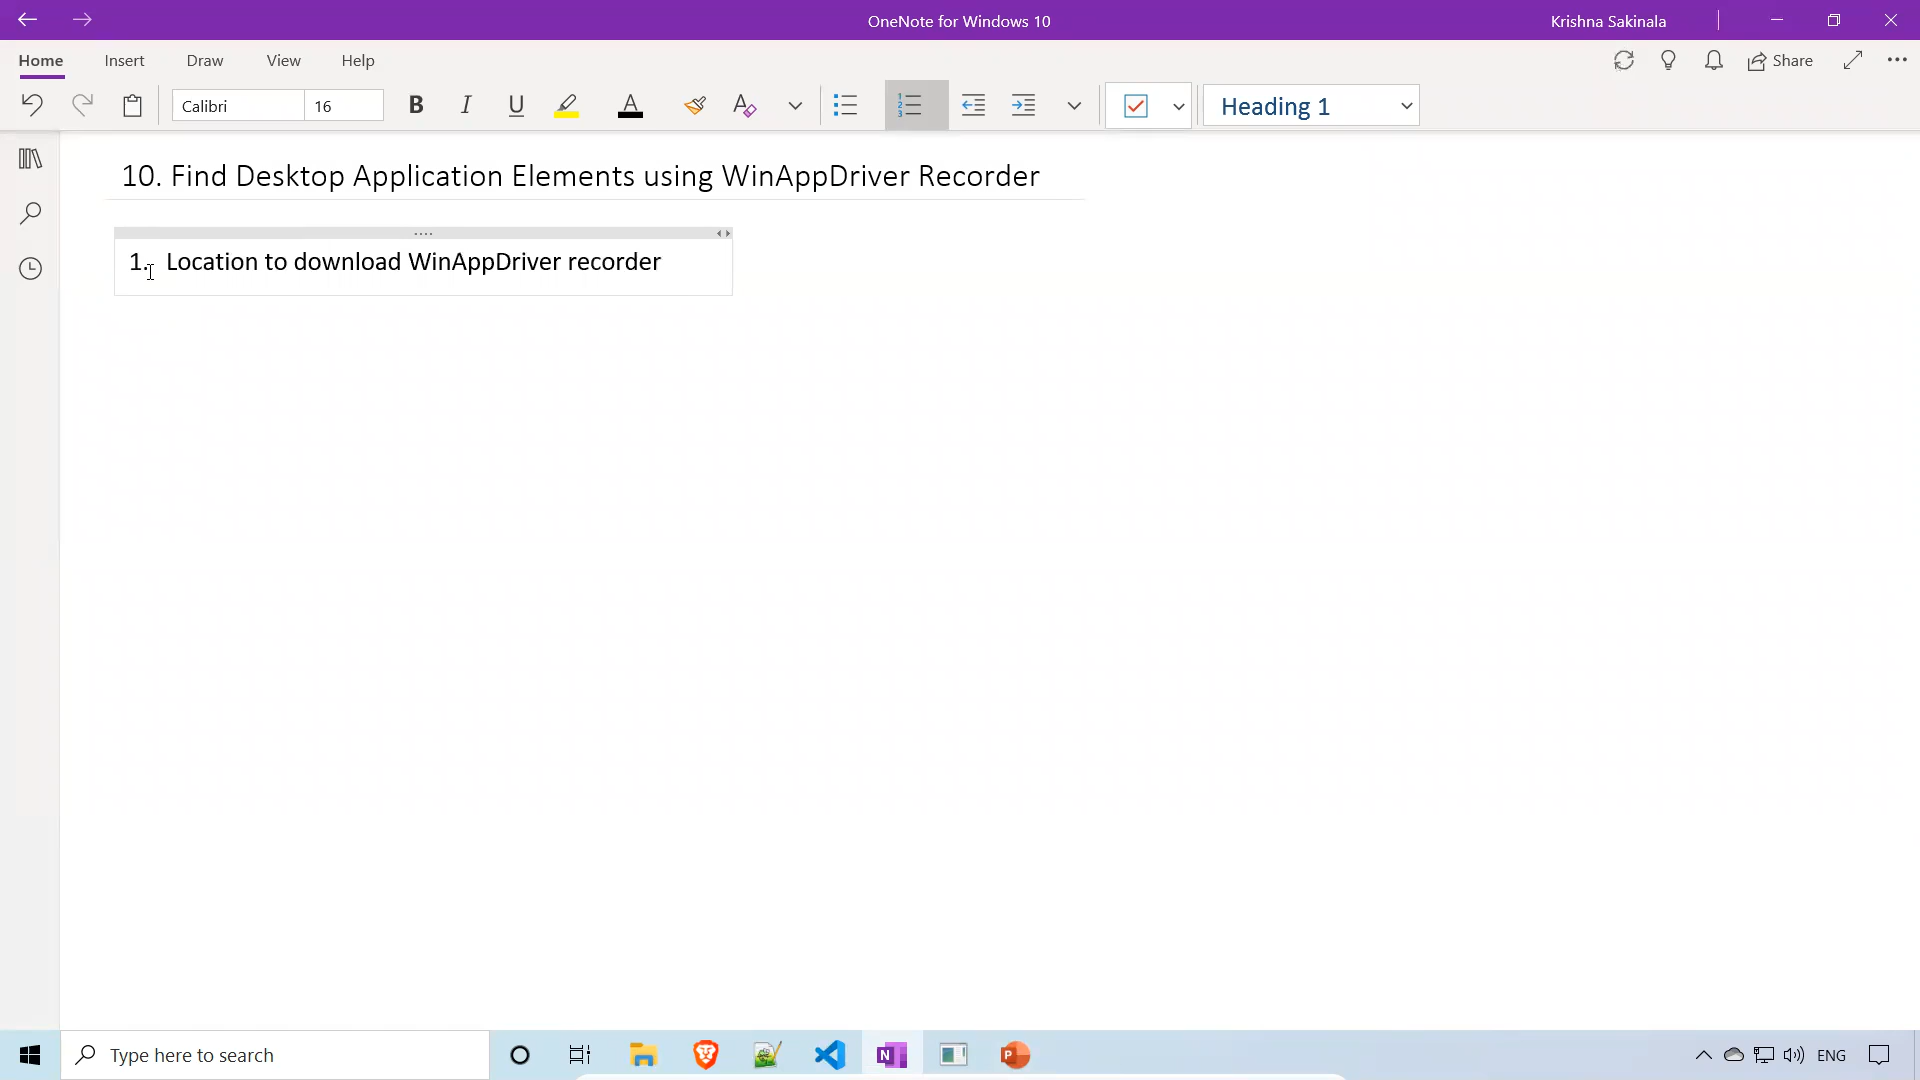 OneNote for Windows 10
Krishna Sakinala
Home Insert Draw View Help
Share
Calibri 16 B I U A Heading 1
10. Find Desktop Application Elements using WinAppDriver Recorder
1. Location to download WinAppDriver recorder
Type here to search
ENG